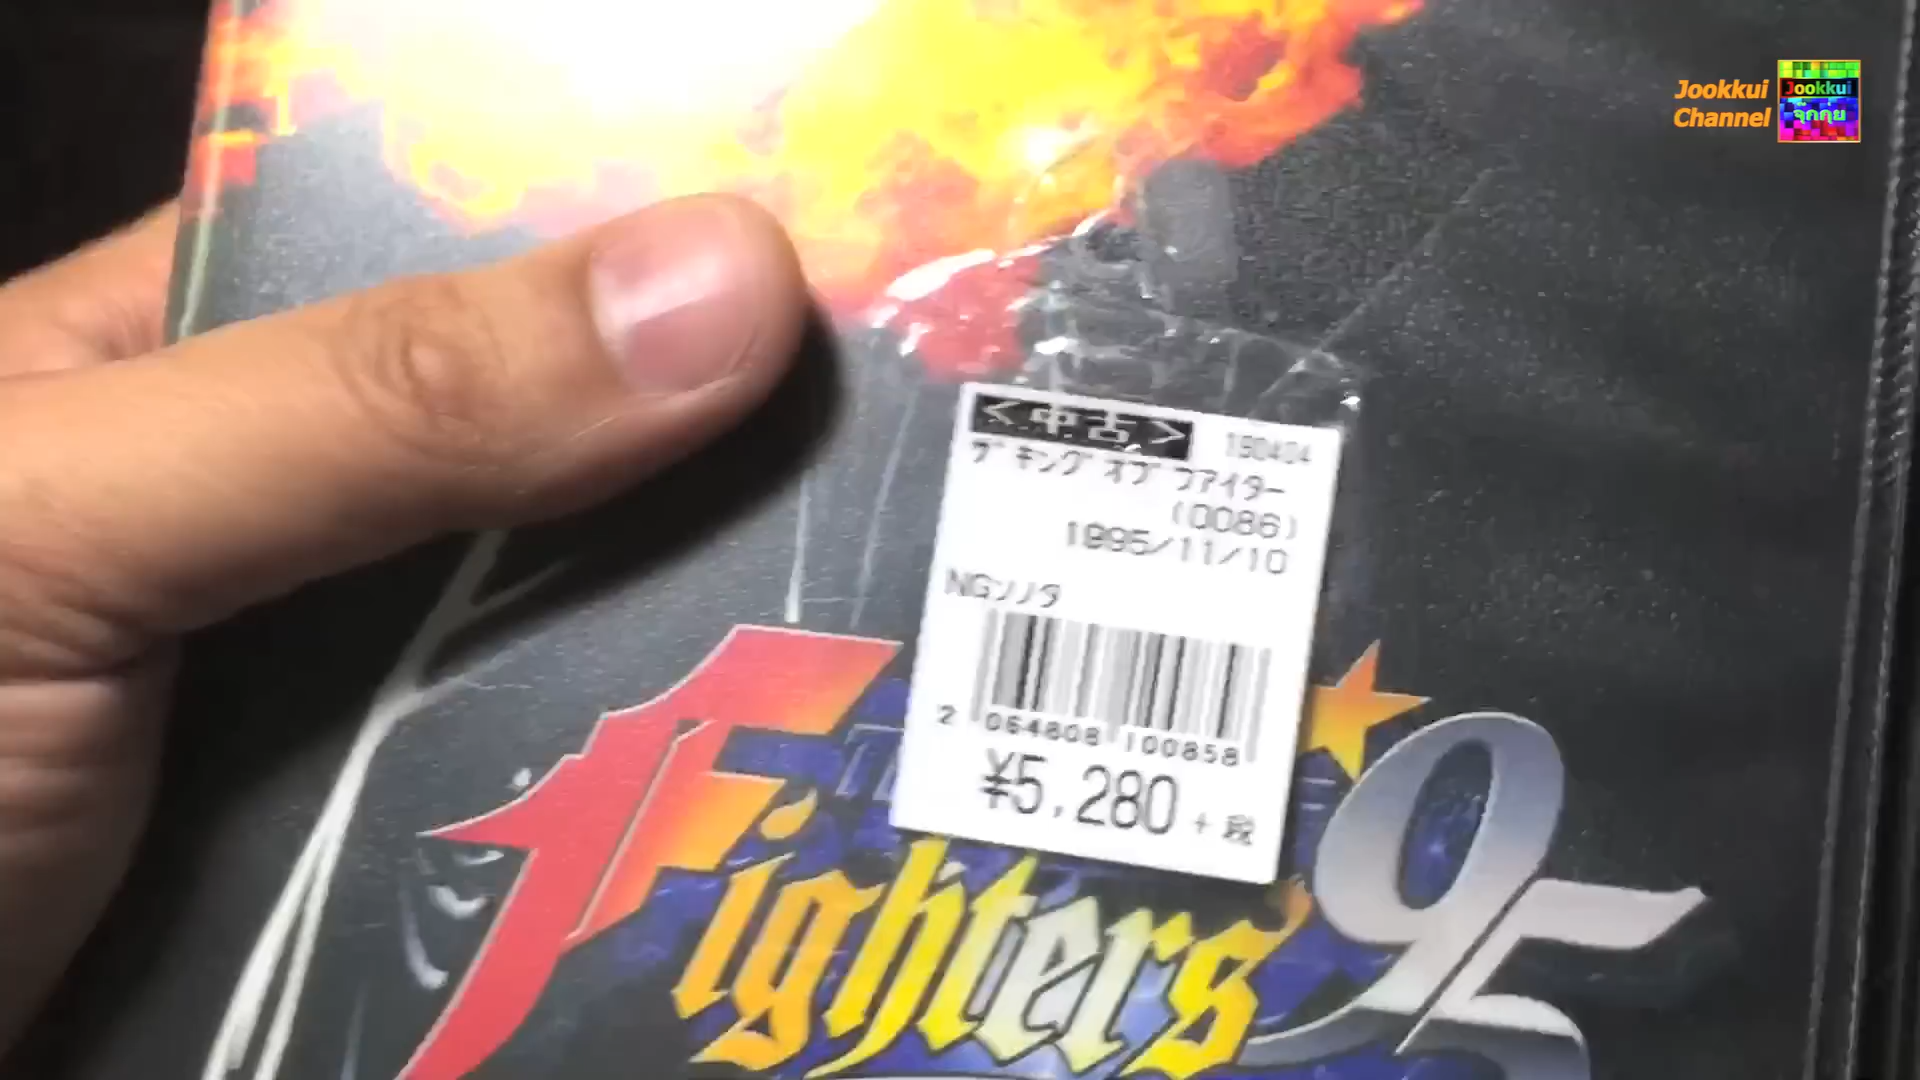 Jookkui
Channel
Jookkui
จุ๊กกุ่ย
<中古> 190404
ザ キング オブ ファイター
(0086)
1995/11/10
NGソノタ
2 064808 100858
¥5,280 + 税
Fighters'95